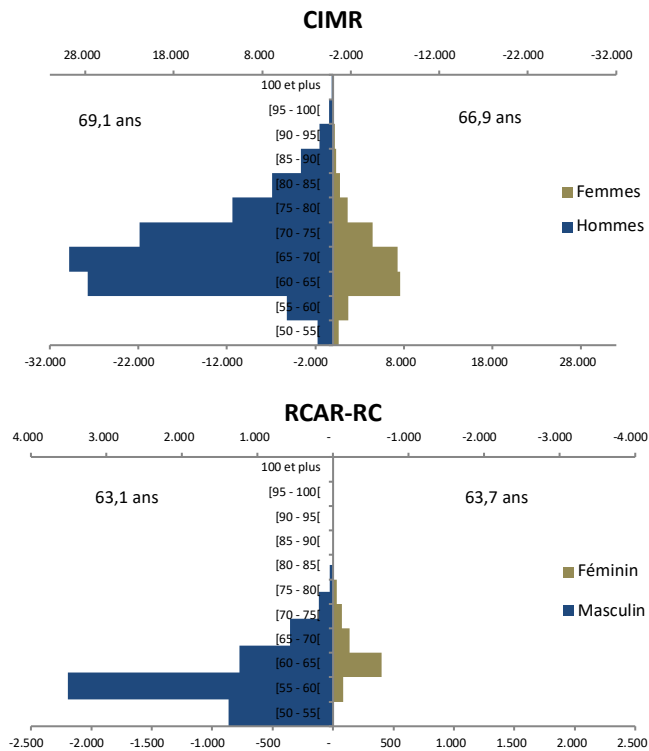 CIMR
28.000 18.000 8.000 -2.000 -12.000 -22.000 -32.000
100 et plus
[95 - 100[
69,1 ans
66,9 ans
[90 - 95[
[85 - 90[
[80 - 85[
Femmes
[75 - 80[
Hommes
[70 - 75[
[65 - 70[
[60 - 65[
[55 - 60[
[50 - 55[
-32.000 -22.000 -12.000 -2.000 8.000 18.000 28.000
RCAR-RC
4.000 3.000 2.000 1.000 - -1.000 -2.000 -3.000 -4.000
100 et plus
[95 - 100[
63,1 ans
63,7 ans
[90 - 95[
[85 - 90[
[80 - 85[
Féminin
[75 - 80[
Masculin
[70 - 75[
[65 - 70[
[60 - 65[
[55 - 60[
[50 - 55[
-2.500 -2.000 -1.500 -1.000 -500 - 500 1.000 1.500 2.000 2.500